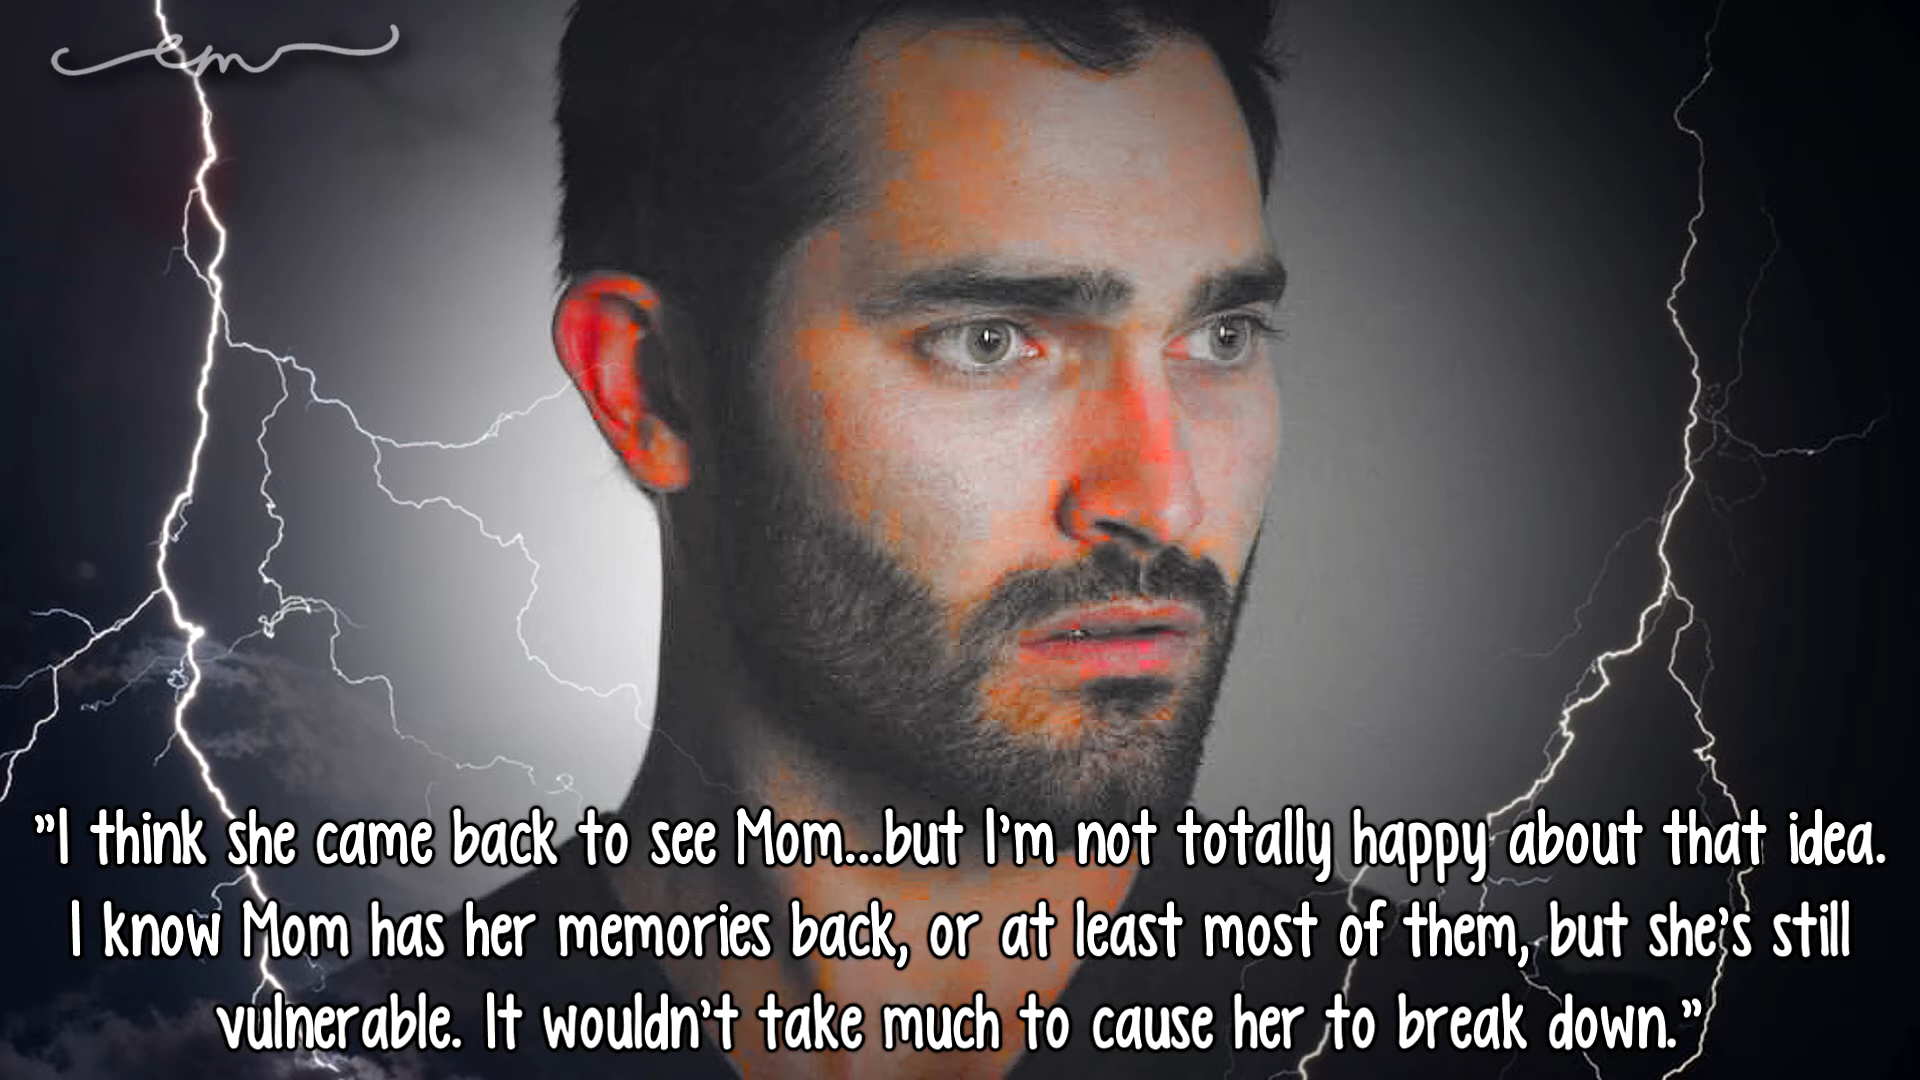 em
"I think she came back to see Mom...but I'm not totally happy about that idea.
I know Mom has her memories back, or at least most of them, but she's still
vulnerable. It wouldn't take much to cause her to break down."